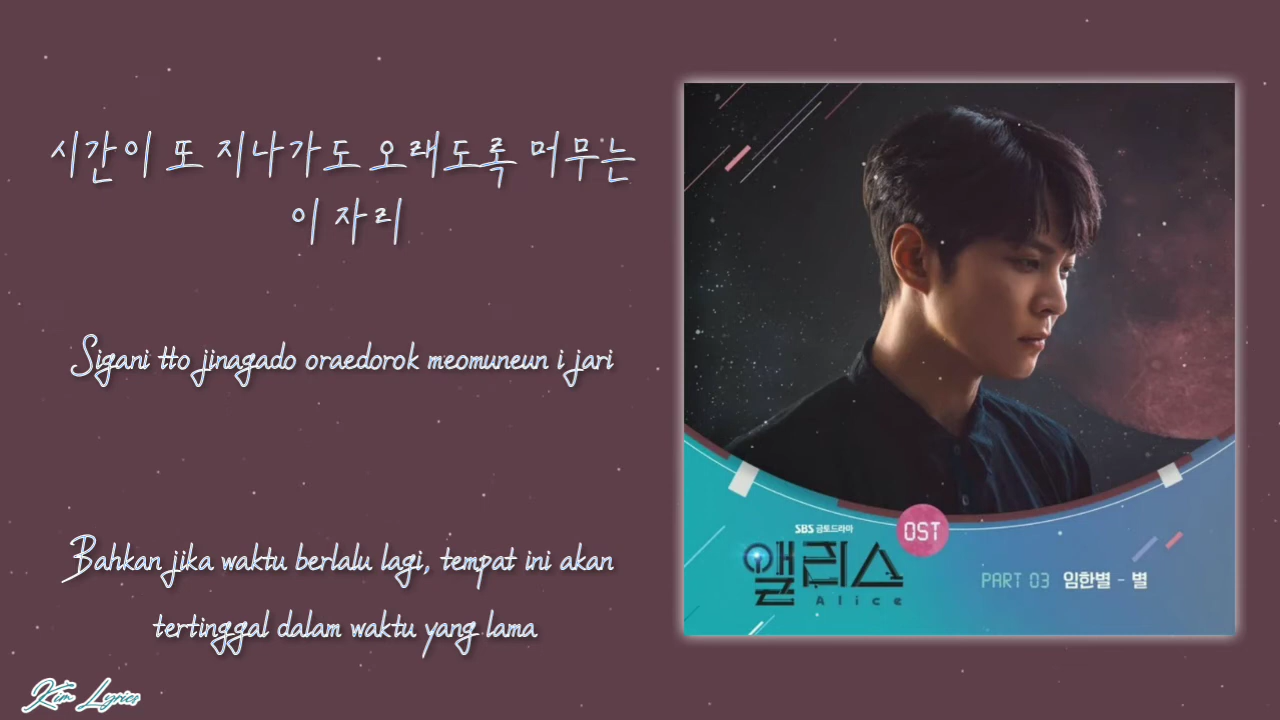 시간이 또 지나가도 오래도록 머무는
이 자리
Sigani tto jinagado oraedorok meomuneun i jari
Bahkan jika waktu berlalu lagi, tempat ini akan
tertinggal dalam waktu yang lama
Kim Lyrics
SBS 금토드라마
OST
앨리스
Alice
PART 03 임한별 - 별